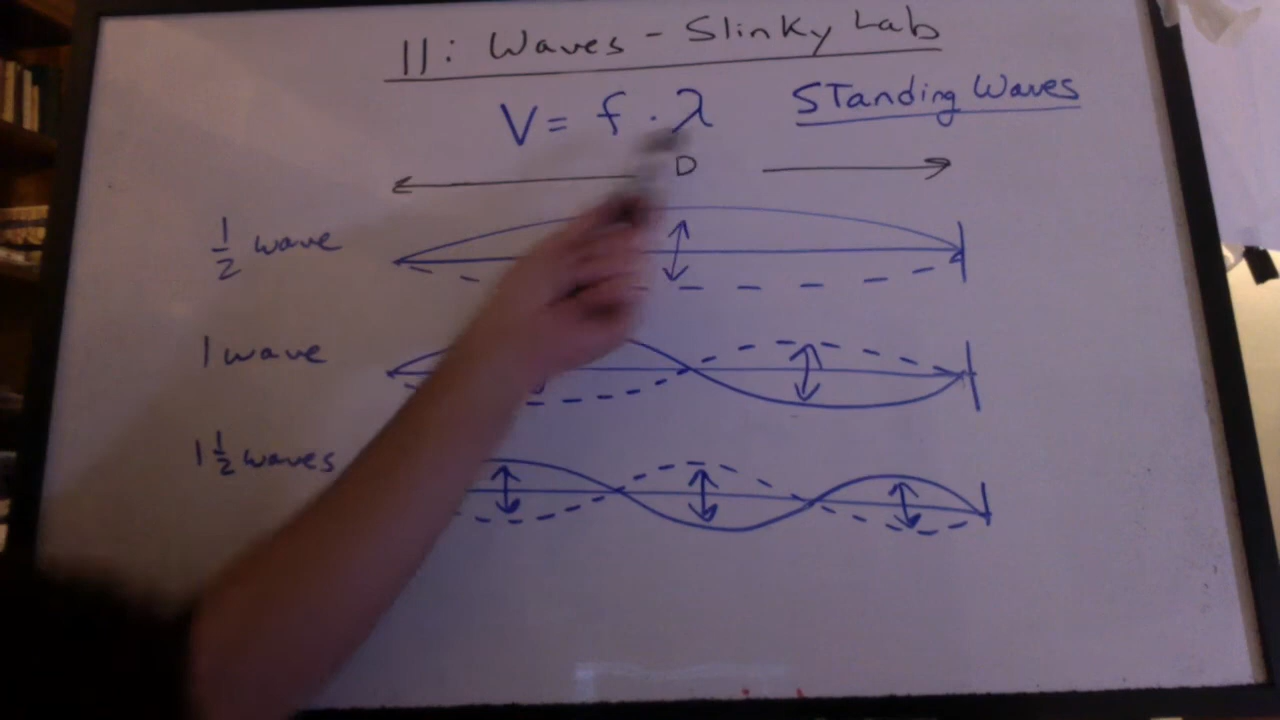 11: Waves - Slinky Lab
V = f · λ
STanding Waves
D
1/2 wave
1 wave
1 1/2 waves